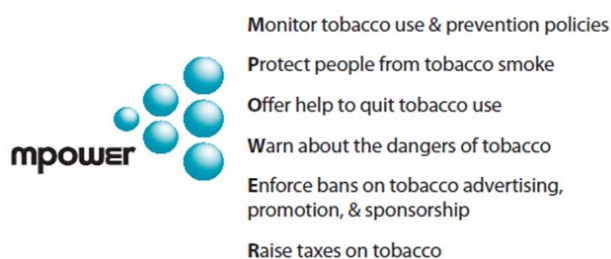 mpower
Monitor tobacco use & prevention policies
Protect people from tobacco smoke
Offer help to quit tobacco use
Warn about the dangers of tobacco
Enforce bans on tobacco advertising,
promotion, & sponsorship
Raise taxes on tobacco